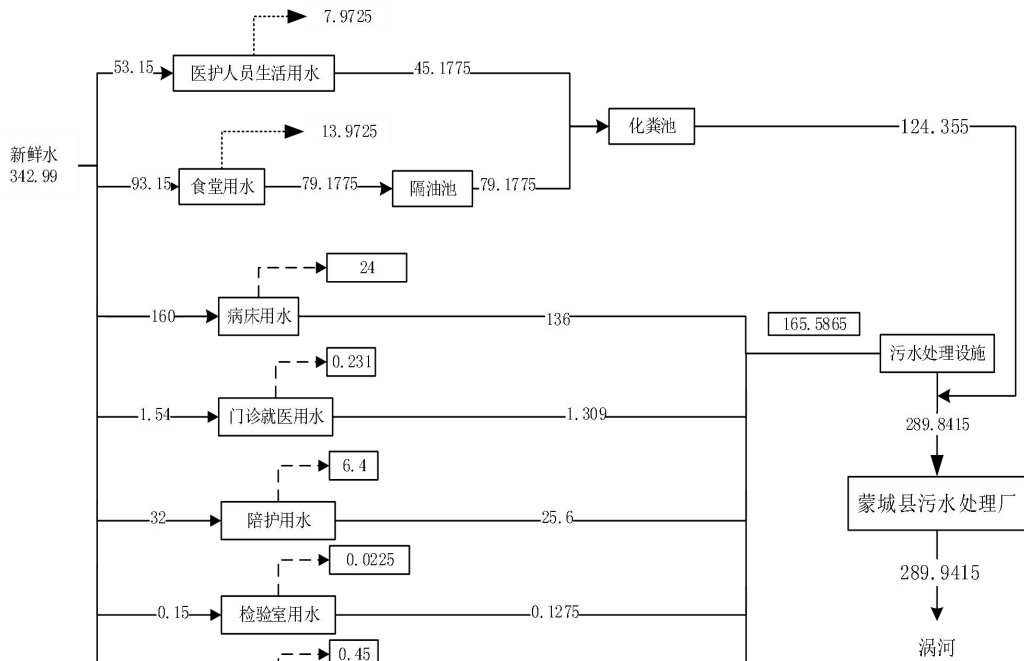 7.9725
53.15
医护人员生活用水
45.1775
新鲜水
342.99
13.9725
93.15
食堂用水
79.1775
隔油池
79.1775
化粪池
124.355
24
160
病床用水
136
165.5865
污水处理设施
0.231
1.54
门诊就医用水
1.309
289.8415
6.4
32
陪护用水
25.6
蒙城县污水处理厂
0.0225
0.15
检验室用水
0.1275
289.9415
0.45
涡河